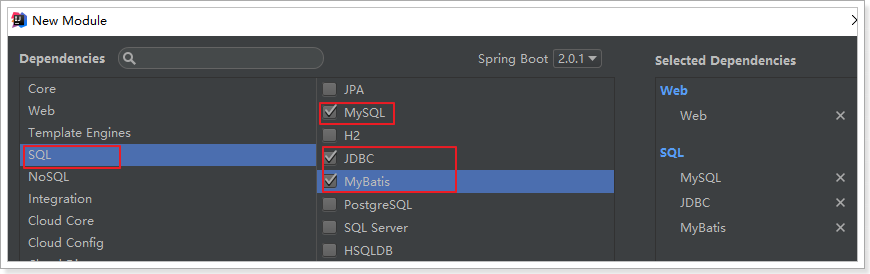 New Module
Dependencies
Spring Boot 2.0.1
Selected Dependencies
Core
Web
Template Engines
SQL
NoSQL
Integration
Cloud Core
Cloud Config
JPA
MySQL
H2
JDBC
MyBatis
PostgreSQL
SQL Server
HSQLDB
Web
Web
SQL
MySQL
JDBC
MyBatis